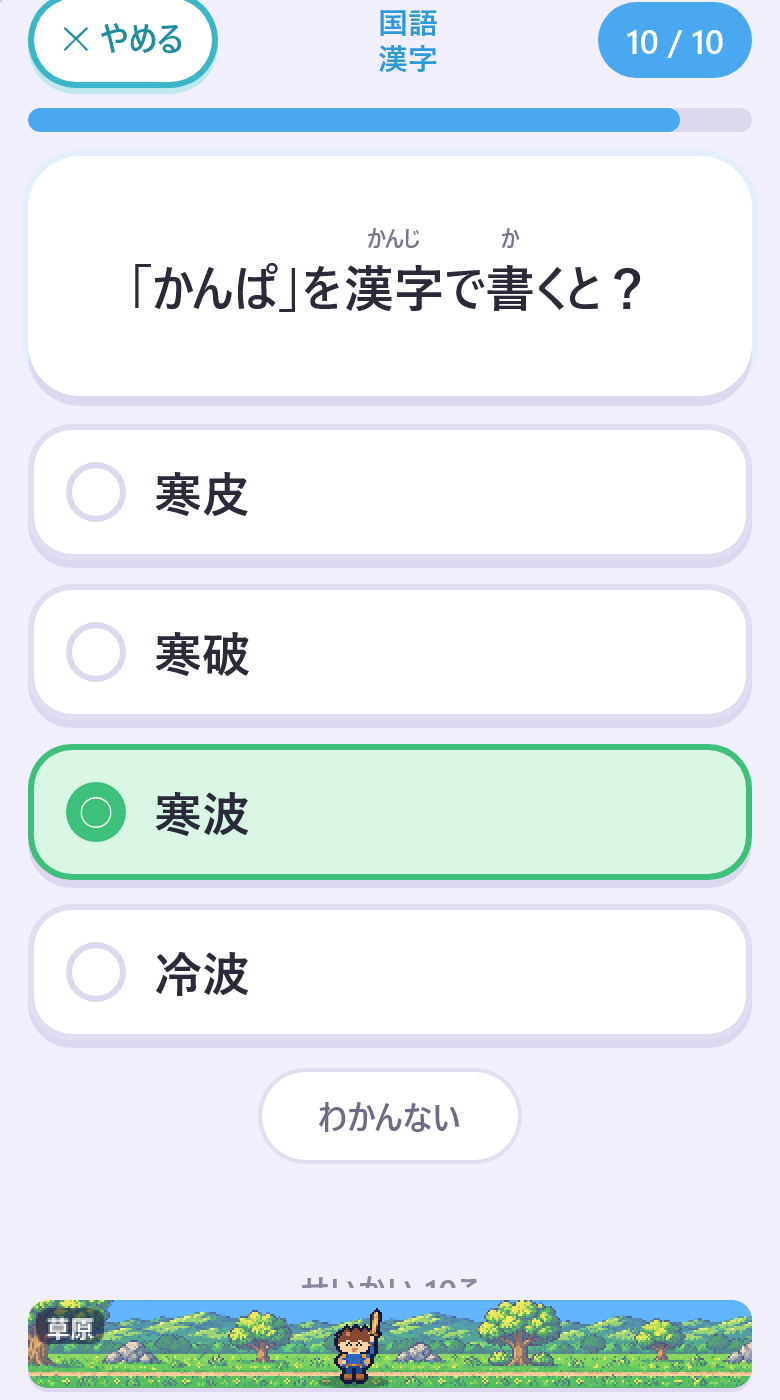 × やめる
国語
漢字
10 / 10
かんじ か
「かんぱ」を漢字で書くと？
寒皮
寒破
寒波
冷波
わかんない
草原